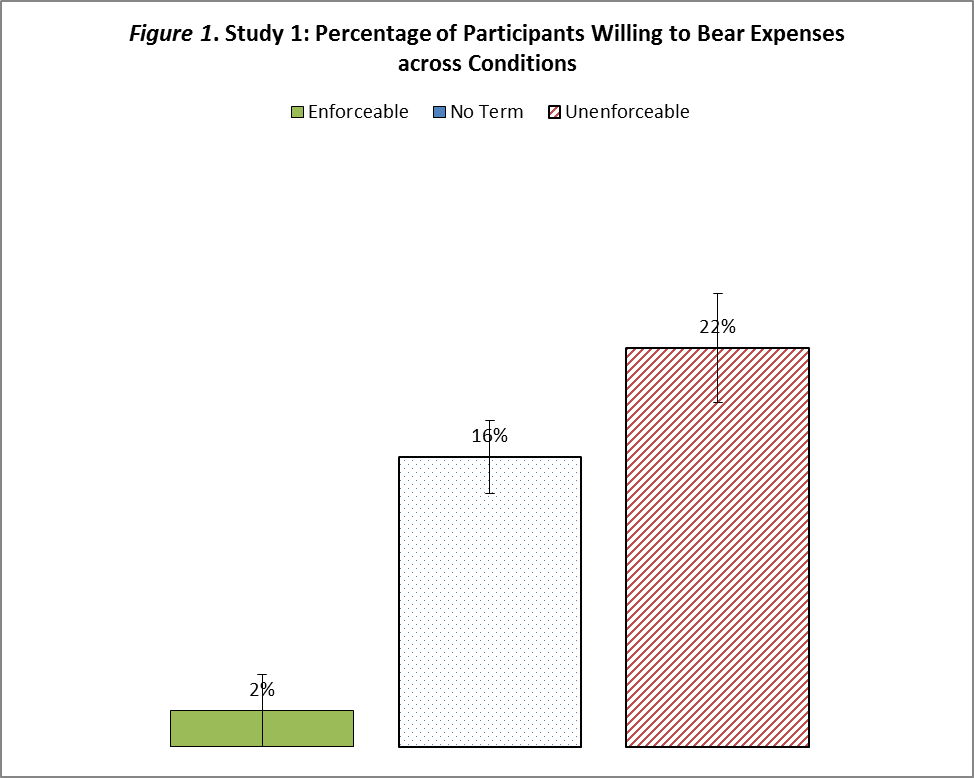 Figure 1. Study 1: Percentage of Participants Willing to Bear Expenses
across Conditions
Enforceable No Term Unenforceable
22%
16%
2%